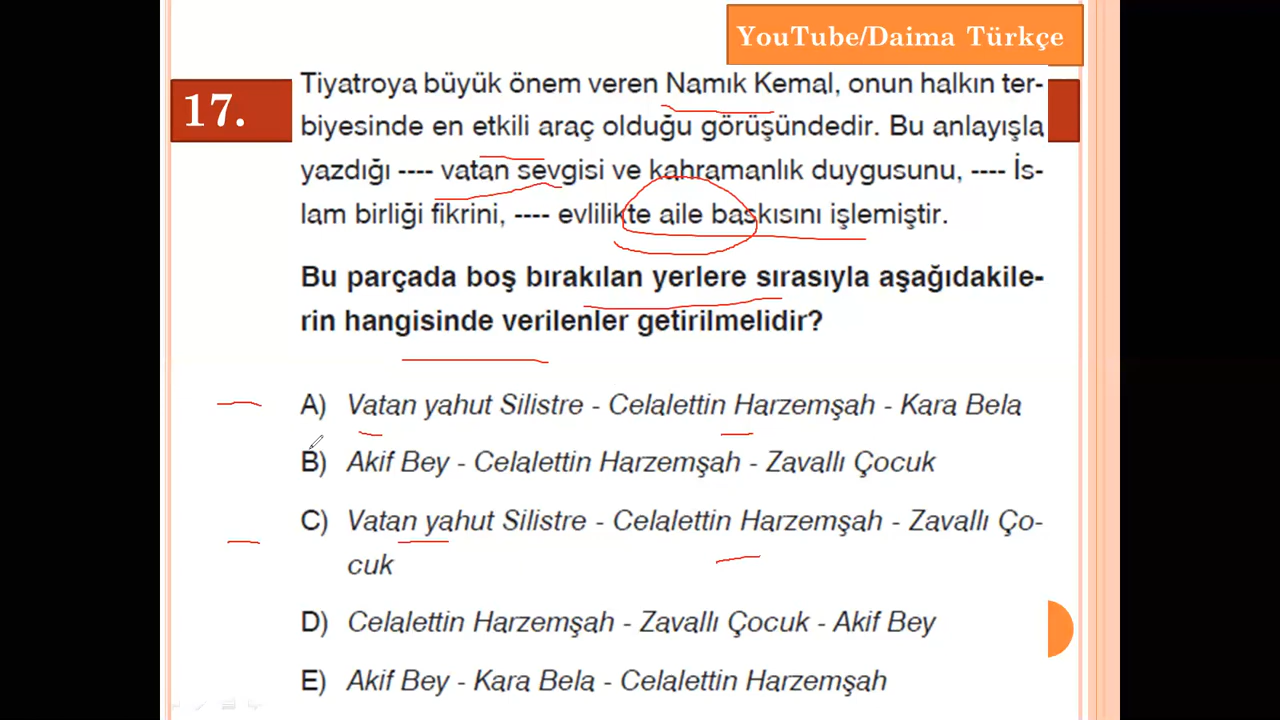 YouTube/Daima Türkçe
17.
Tiyatroya büyük önem veren Namık Kemal, onun halkın ter-
biyesinde en etkili araç olduğu görüşündedir. Bu anlayışla
yazdığı ---- vatan sevgisi ve kahramanlık duygusunu, ---- İs-
lam birliği fikrini, ---- evlilikte aile baskısını işlemiştir.
Bu parçada boş bırakılan yerlere sırasıyla aşağıdakile-
rin hangisinde verilenler getirilmelidir?
A) Vatan yahut Silistre - Celalettin Harzemşah - Kara Bela
B) Akif Bey - Celalettin Harzemşah - Zavallı Çocuk
C) Vatan yahut Silistre - Celalettin Harzemşah - Zavallı Ço-
cuk
D) Celalettin Harzemşah - Zavallı Çocuk - Akif Bey
E) Akif Bey - Kara Bela - Celalettin Harzemşah